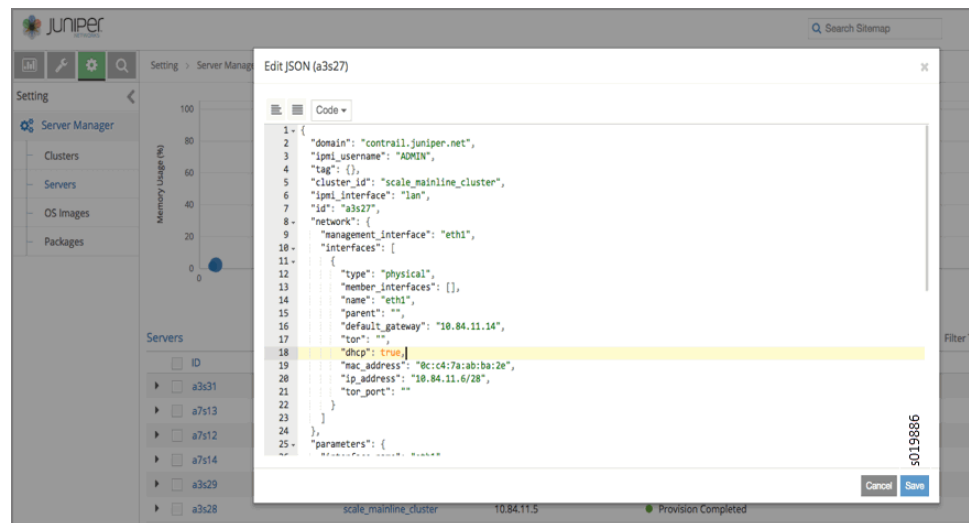 JUNIPER
NETWORKS
Search Sitemap
Setting > Server Manage
Setting
Server Manager
Clusters
Servers
OS Images
Packages
Memory Usage (%)
100
80
60
40
20
0
0
Edit JSON (a3s27)
×
Code
1 {
2 "domain": "contrail.juniper.net",
3 "ipmi_username": "ADMIN",
4 "tag": {},
5 "cluster_id": "scale_mainline_cluster",
6 "ipmi_interface": "lan",
7 "id": "a3s27",
8 "network": {
9 "management_interface": "eth1",
10 "interfaces": [
11 {
12 "type": "physical",
13 "member_interfaces": [],
14 "name": "eth1",
15 "parent": "",
16 "default_gateway": "10.84.11.14",
17 "tor": "",
18 "dhcp": true,
19 "mac_address": "0c:c4:7a:ab:ba:2e",
20 "ip_address": "10.84.11.6/28",
21 "tor_port": ""
22 }
23 ]
24 },
25 "parameters": {
Cancel
Save
s019886
Servers
Filter
ID
a3s31
a7s13
a7s12
a7s14
a3s29
a3s28 scale_mainline_cluster 10.84.11.5 Provision Completed